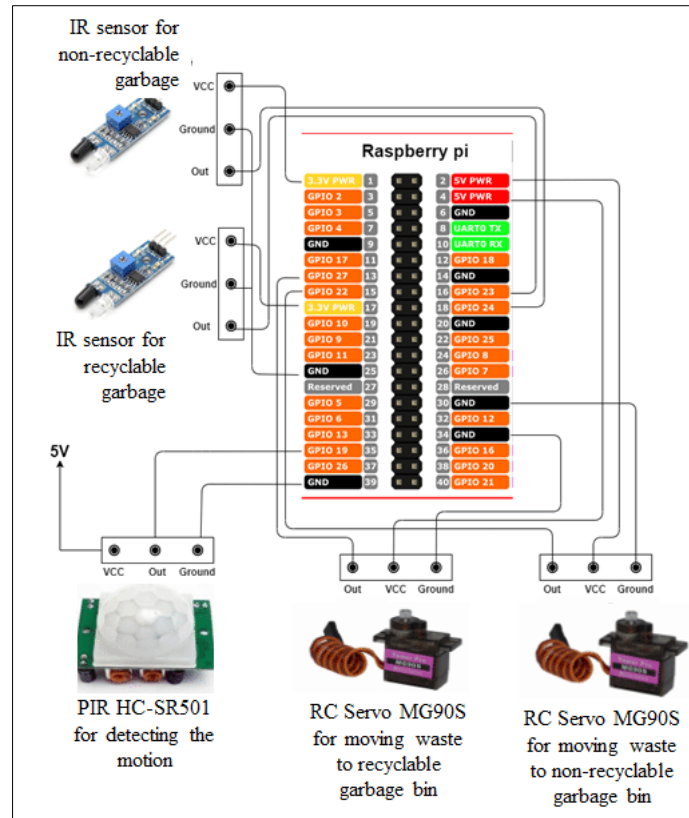 IR sensor for
non-recyclable
garbage
VCC
Ground
Out
VCC
Ground
Out
IR sensor for
recyclable
garbage
Raspberry pi
3.3V PWR 1 2 5V PWR
GPIO 2 3 4 5V PWR
GPIO 3 5 6 GND
GPIO 4 7 8 UART0 TX
GND 9 10 UART0 RX
GPIO 17 11 12 GPIO 18
GPIO 27 13 14 GND
GPIO 22 15 16 GPIO 23
3.3V PWR 17 18 GPIO 24
GPIO 10 19 20 GND
GPIO 9 21 22 GPIO 25
GPIO 11 23 24 GPIO 8
GND 25 26 GPIO 7
Reserved 27 28 Reserved
GPIO 5 29 30 GND
GPIO 6 31 32 GPIO 12
GPIO 13 33 34 GND
GPIO 19 35 36 GPIO 16
GPIO 26 37 38 GPIO 20
GND 39 40 GPIO 21
5V
VCC Out Ground
Out VCC Ground
Out VCC Ground
MG90S
MG90S
PIR HC-SR501
for detecting the
motion
RC Servo MG90S
for moving waste
to recyclable
garbage bin
RC Servo MG90S
for moving waste
to non-recyclable
garbage bin